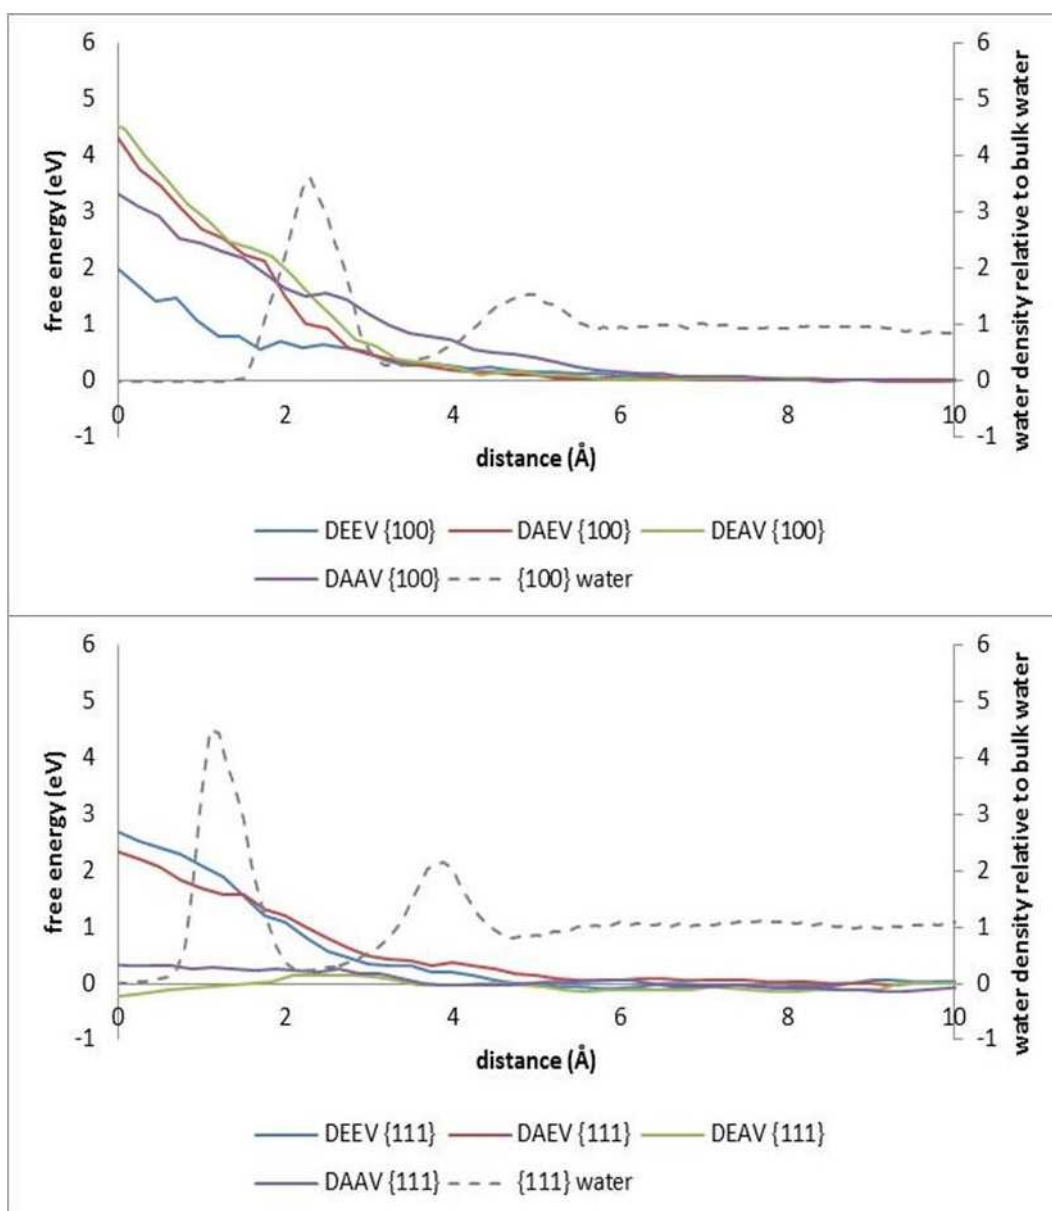 6
5
4
3
2
1
0
-1
free energy (eV)
6
5
4
3
2
1
0
-1
water density relative to bulk water
0 2 4 6 8 10
distance (Å)
DEEV {100} DAEV {100} DEAV {100}
DAAV {100} {100} water
6
5
4
3
2
1
0
-1
free energy (eV)
6
5
4
3
2
1
0
-1
water density relative to bulk water
0 2 4 6 8 10
distance (Å)
DEEV {111} DAEV {111} DEAV {111}
DAAV {111} {111} water